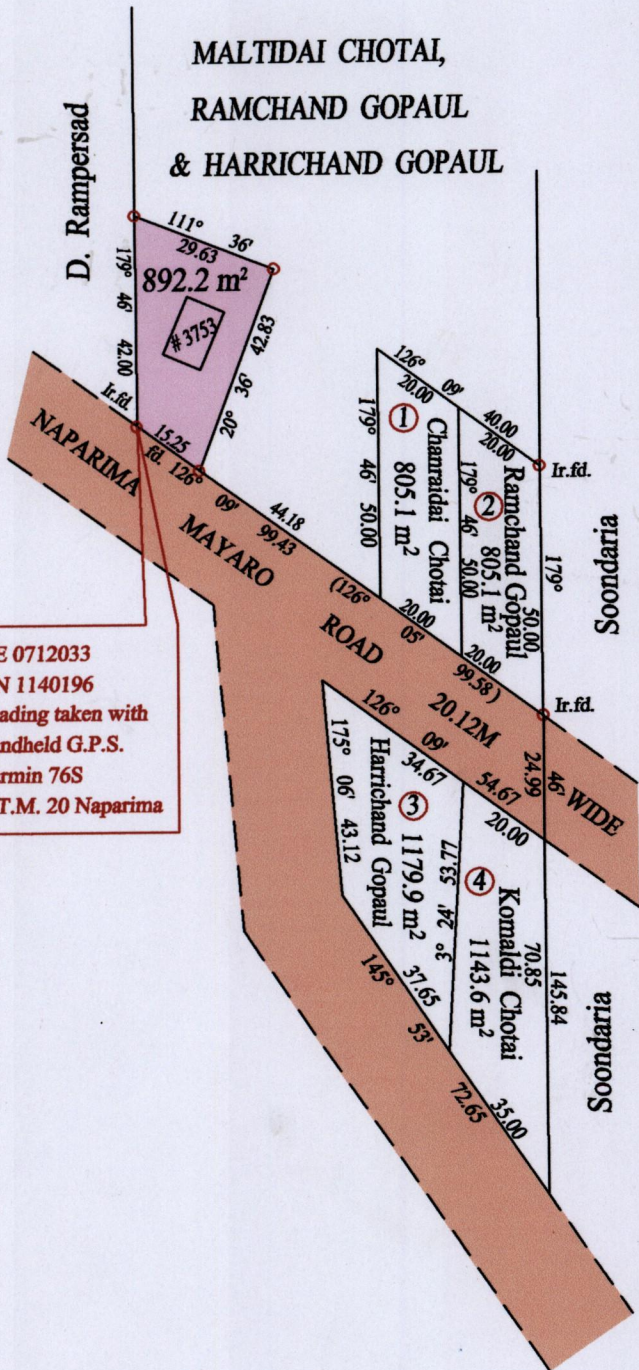 MALTIDAI CHOTAI,
RAMCHAND GOPAUL
& HARRICHAND GOPAUL
D. Rampersad
111° 36'
29.63
892.2 m²
# 3753
179° 46' 42.00
42.83
20° 36'
Ir.fd.
15.25
fd. 126° 09'
44.18
99.43
NAPARIMA MAYARO ROAD 20.12M WIDE
(126° 05' 99.58)
126° 09' 40.00
20.00
20.00
1
Chanraidai Chotai
805.1 m²
179° 46' 50.00
179° 46' 50.00
2
Ramchand Gopaul
805.1 m²
50.00
Ir.fd.
179° 46'
Soondaria
20.00
20.00
Ir.fd.
24.99
E 0712033
N 1140196
ading taken with
ndheld G.P.S.
rmin 76S
T.M. 20 Naparima
126° 09' 54.67
34.67
20.00
175° 06' 43.12
3
Harrichand Gopaul
1179.9 m²
3° 24' 53.77
4
Komaldi Chotai
1143.6 m²
70.85
145.84
Soondaria
37.65
145° 53' 72.65
35.00